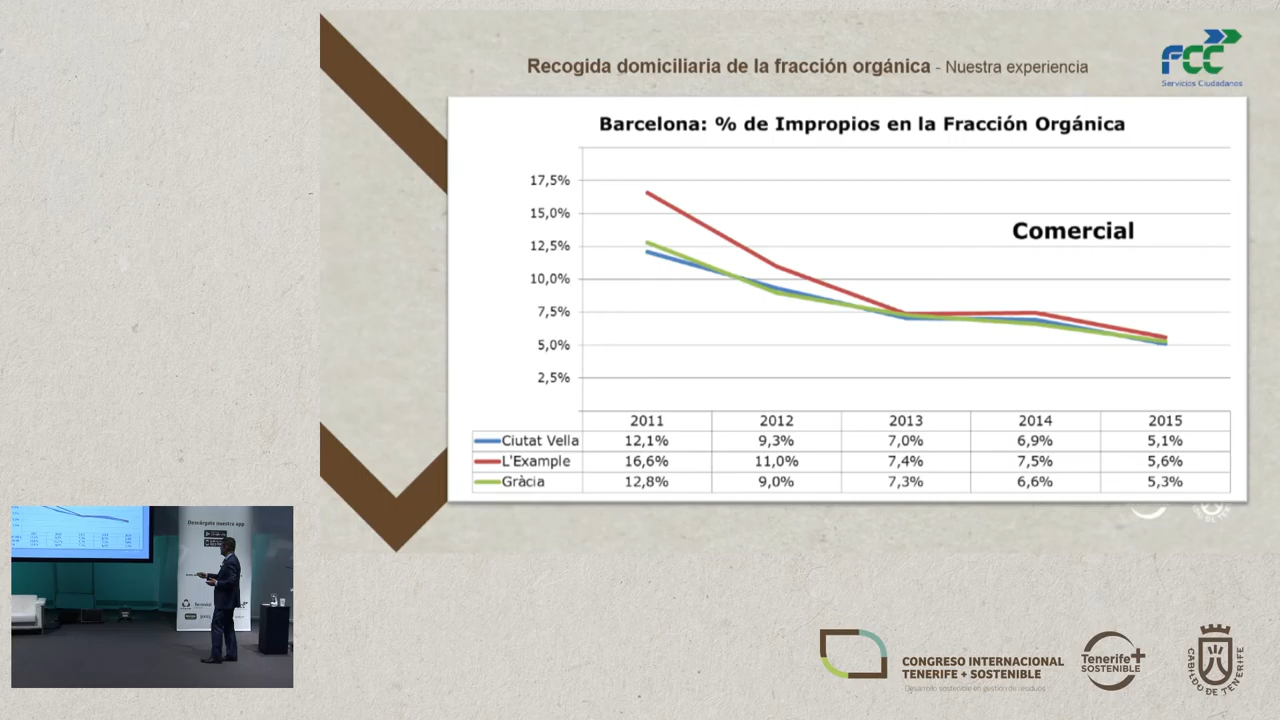 Recogida domiciliaria de la fracción orgánica - Nuestra experiencia
FCC
Servicios Ciudadanos
Barcelona: % de Impropios en la Fracción Orgánica
Comercial
17,5%
15,0%
12,5%
10,0%
7,5%
5,0%
2,5%
2011 2012 2013 2014 2015
Ciutat Vella 12,1% 9,3% 7,0% 6,9% 5,1%
L'Example 16,6% 11,0% 7,4% 7,5% 5,6%
Gràcia 12,8% 9,0% 7,3% 6,6% 5,3%
Descárgate nuestra app
CONGRESO INTERNACIONAL
TENERIFE + SOSTENIBLE
Desarrollo sostenible en gestión de residuos
Tenerife+
SOSTENIBLE
CABILDO DE TENERIFE